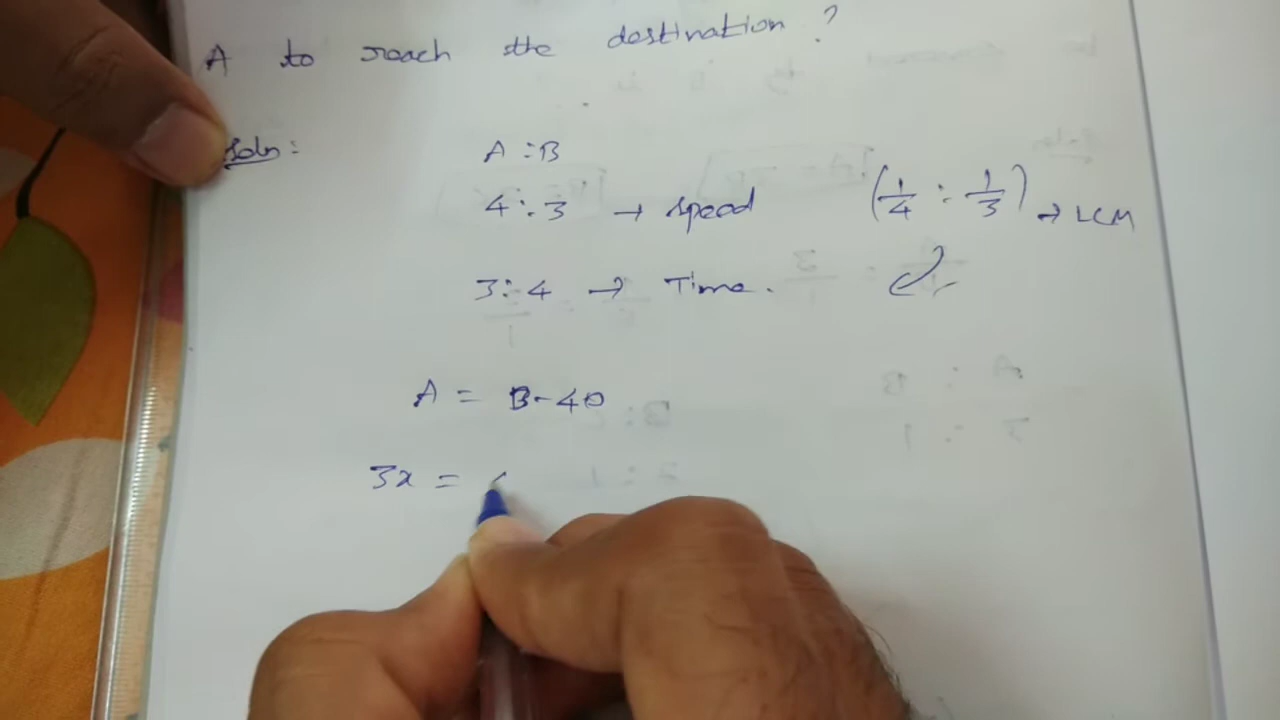 A to reach the destination ?
Soln :
A : B
4 : 3 → Speed (1/4 : 1/3) → LCM
3 : 4 → Time.
A = B - 40
3x =